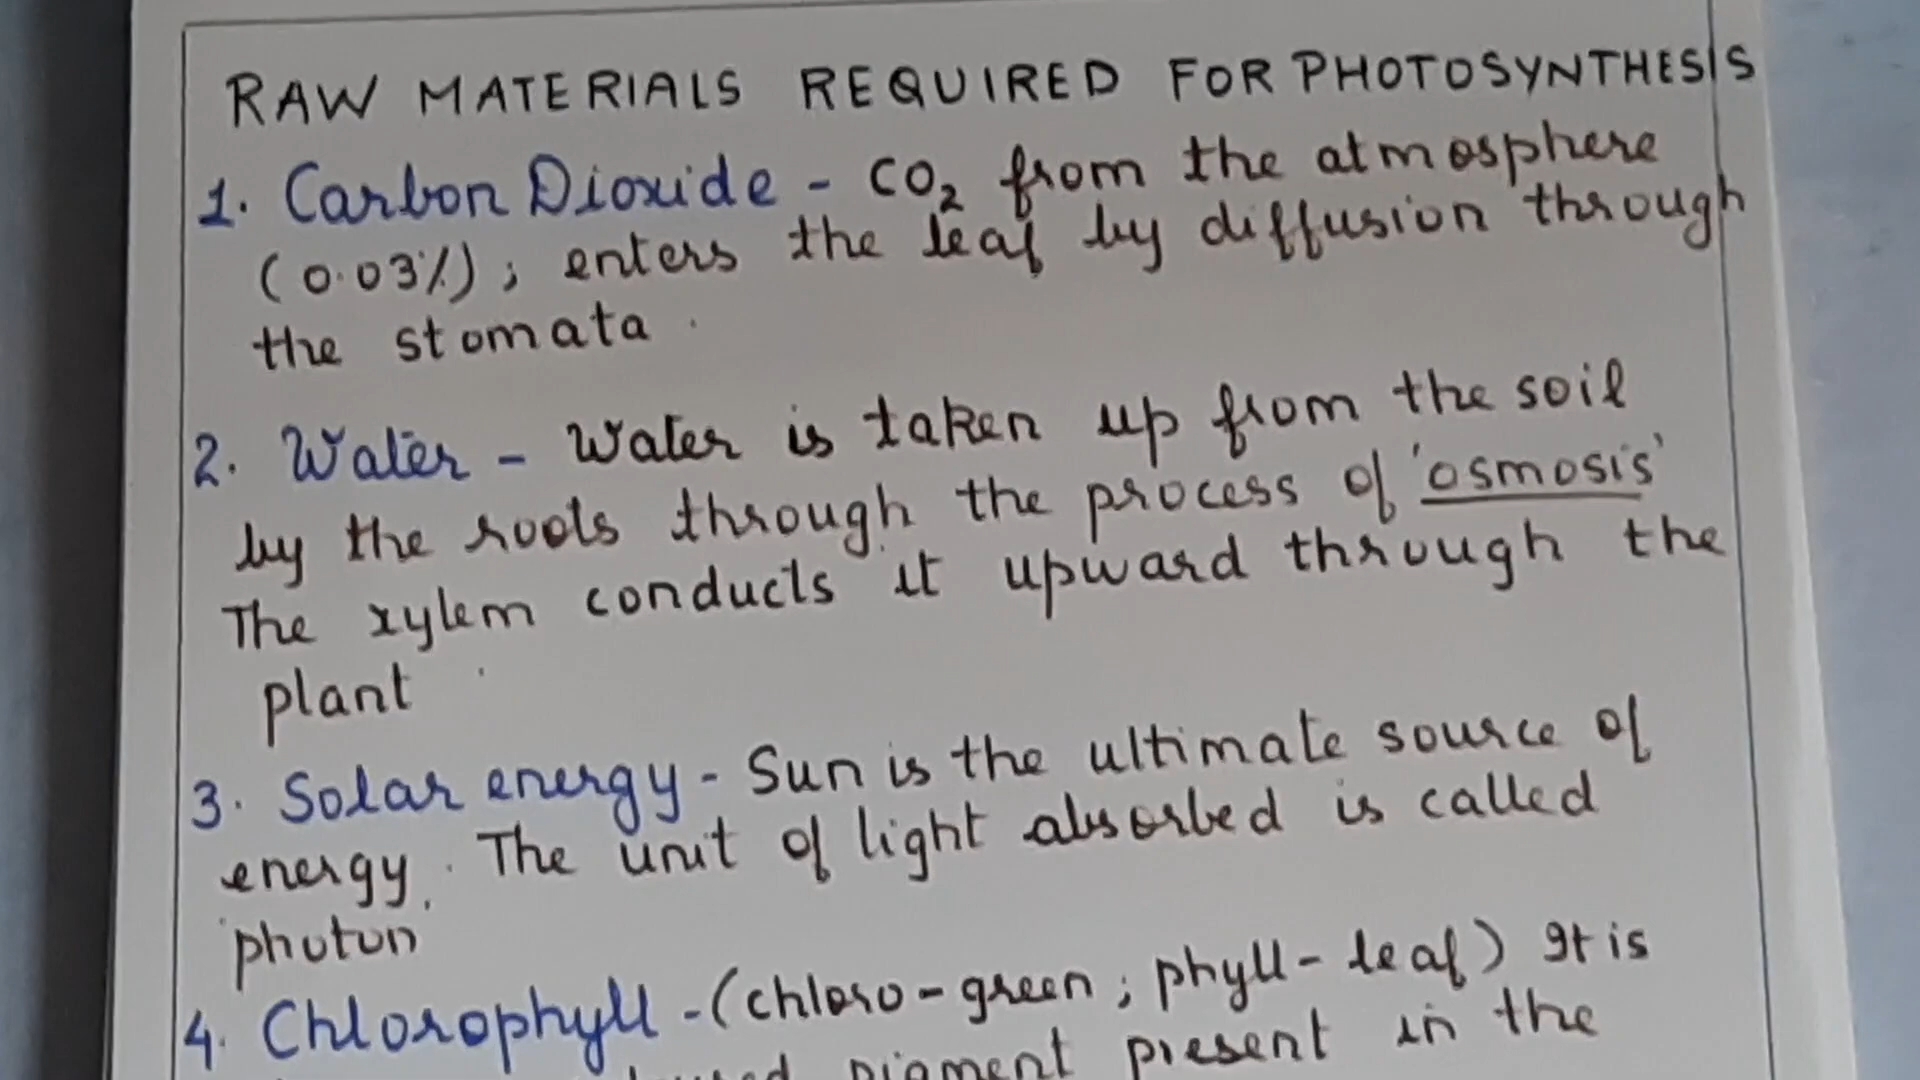 RAW MATERIALS REQUIRED FOR PHOTOSYNTHESIS
1. Carbon Dioxide - CO₂ from the atmosphere
(0.03%); enters the leaf by diffusion through
the stomata.
2. Water - Water is taken up from the soil
by the roots through the process of 'osmosis'
The xylem conducts it upward through the
plant.
3. Solar energy - Sun is the ultimate source of
energy. The unit of light absorbed is called
'photon'
4. Chlorophyll - (chloro - green; phyll - leaf) It is
pigment present in the